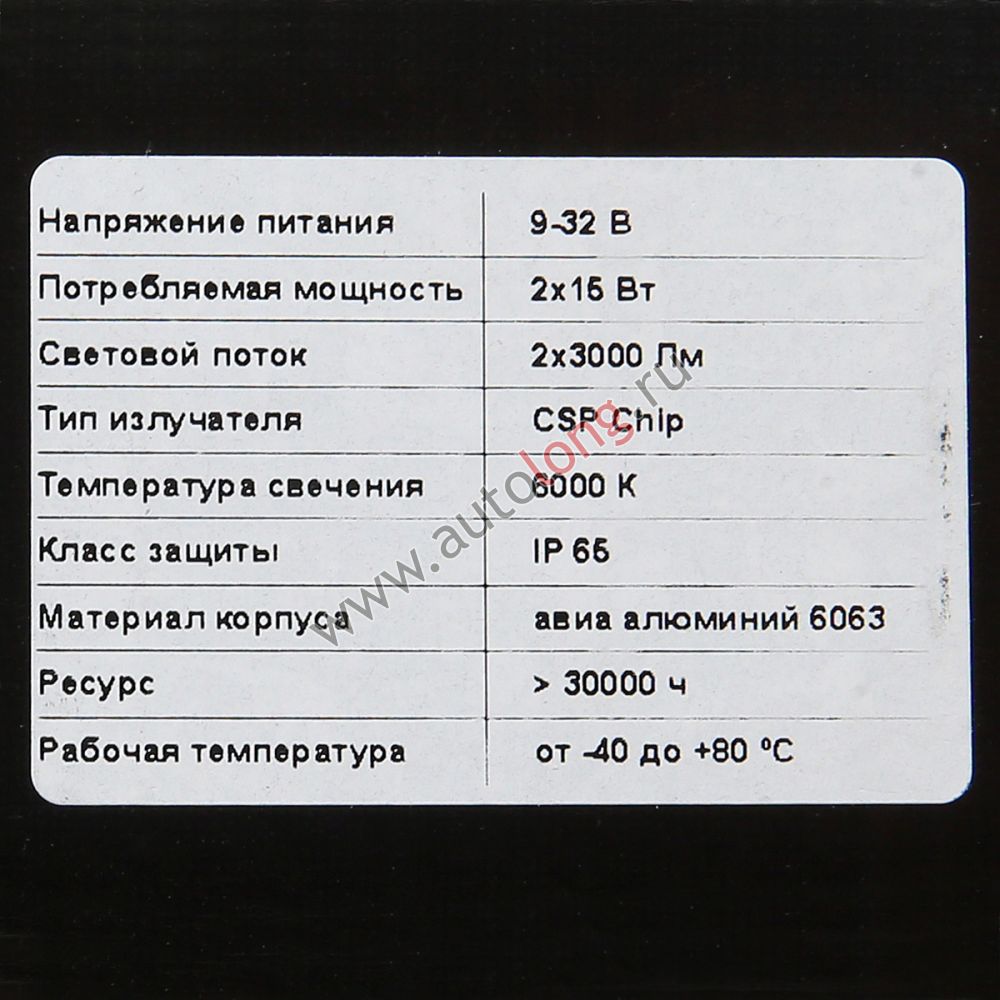 Напряжение питания 9-32 В
Потребляемая мощность 2x15 Вт
Световой поток 2x3000 Лм
Тип излучателя CSP Chip
Температура свечения 6000 К
Класс защиты IP 65
Материал корпуса авиа алюминий 6063
Ресурс > 30000 ч
Рабочая температура от -40 до +80 ºC
www.autolong.ru